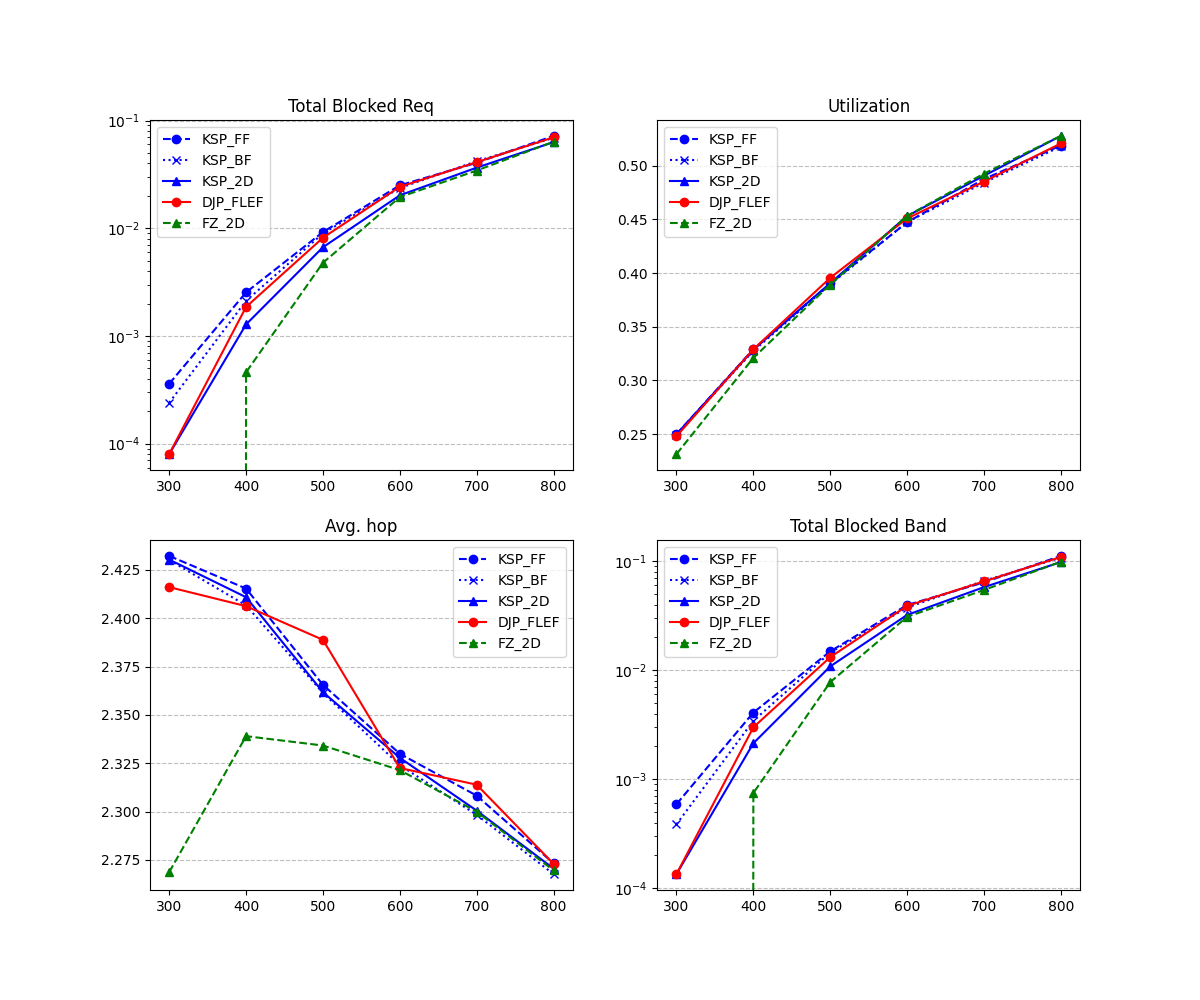 Total Blocked Req
10⁻¹
10⁻²
10⁻³
10⁻⁴
KSP_FF
KSP_BF
KSP_2D
DJP_FLEF
FZ_2D
300 400 500 600 700 800
Utilization
0.50
0.45
0.40
0.35
0.30
0.25
KSP_FF
KSP_BF
KSP_2D
DJP_FLEF
FZ_2D
300 400 500 600 700 800
Avg. hop
2.425
2.400
2.375
2.350
2.325
2.300
2.275
KSP_FF
KSP_BF
KSP_2D
DJP_FLEF
FZ_2D
300 400 500 600 700 800
Total Blocked Band
10⁻¹
10⁻²
10⁻³
10⁻⁴
KSP_FF
KSP_BF
KSP_2D
DJP_FLEF
FZ_2D
300 400 500 600 700 800